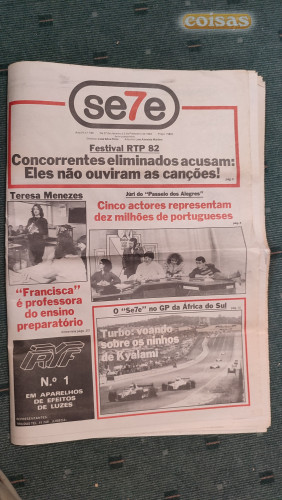 coisas
se7e
Festival RTP 82
Concorrentes eliminados acusam:
Eles não ouviram as canções!
Teresa Menezes
Júri do "Passeio dos Alegres"
Cinco actores representam
dez milhões de portugueses
"Francisca"
é professora
do ensino
preparatório
O "Se7e" no GP da África do Sul
Turbo: voando
sobre os ninhos
de Kyalami
RYF
N.º 1
EM APARELHOS
DE EFEITOS
DE LUZES